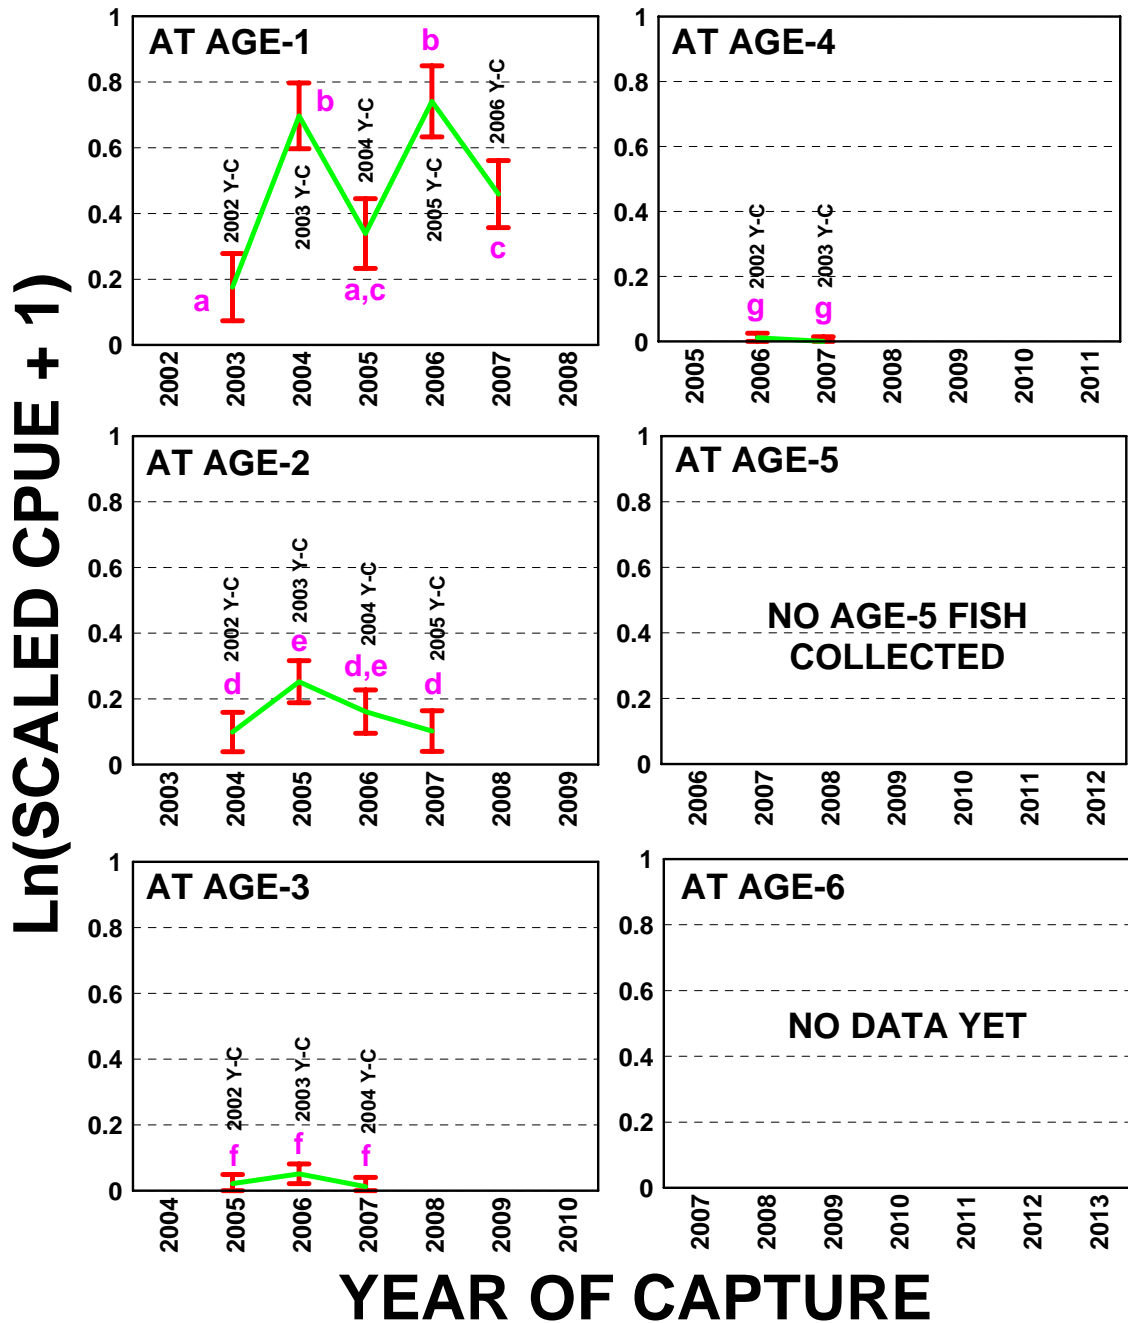 Ln(SCALED CPUE + 1)
AT AGE-1
1
0.8
0.6
0.4
0.2
0
2002 Y-C
2003 Y-C
2004 Y-C
2005 Y-C
2006 Y-C
a
b
a,c
b
c
2002
2003
2004
2005
2006
2007
2008
AT AGE-4
1
0.8
0.6
0.4
0.2
0
2002 Y-C
2003 Y-C
g
g
2005
2006
2007
2008
2009
2010
2011
AT AGE-2
1
0.8
0.6
0.4
0.2
0
2002 Y-C
2003 Y-C
2004 Y-C
2005 Y-C
d
e
d,e
d
2003
2004
2005
2006
2007
2008
2009
AT AGE-5
1
0.8
0.6
0.4
0.2
0
NO AGE-5 FISH
COLLECTED
2006
2007
2008
2009
2010
2011
2012
AT AGE-3
1
0.8
0.6
0.4
0.2
0
2002 Y-C
2003 Y-C
2004 Y-C
f
f
f
2004
2005
2006
2007
2008
2009
2010
AT AGE-6
1
0.8
0.6
0.4
0.2
0
NO DATA YET
2007
2008
2009
2010
2011
2012
2013
YEAR OF CAPTURE